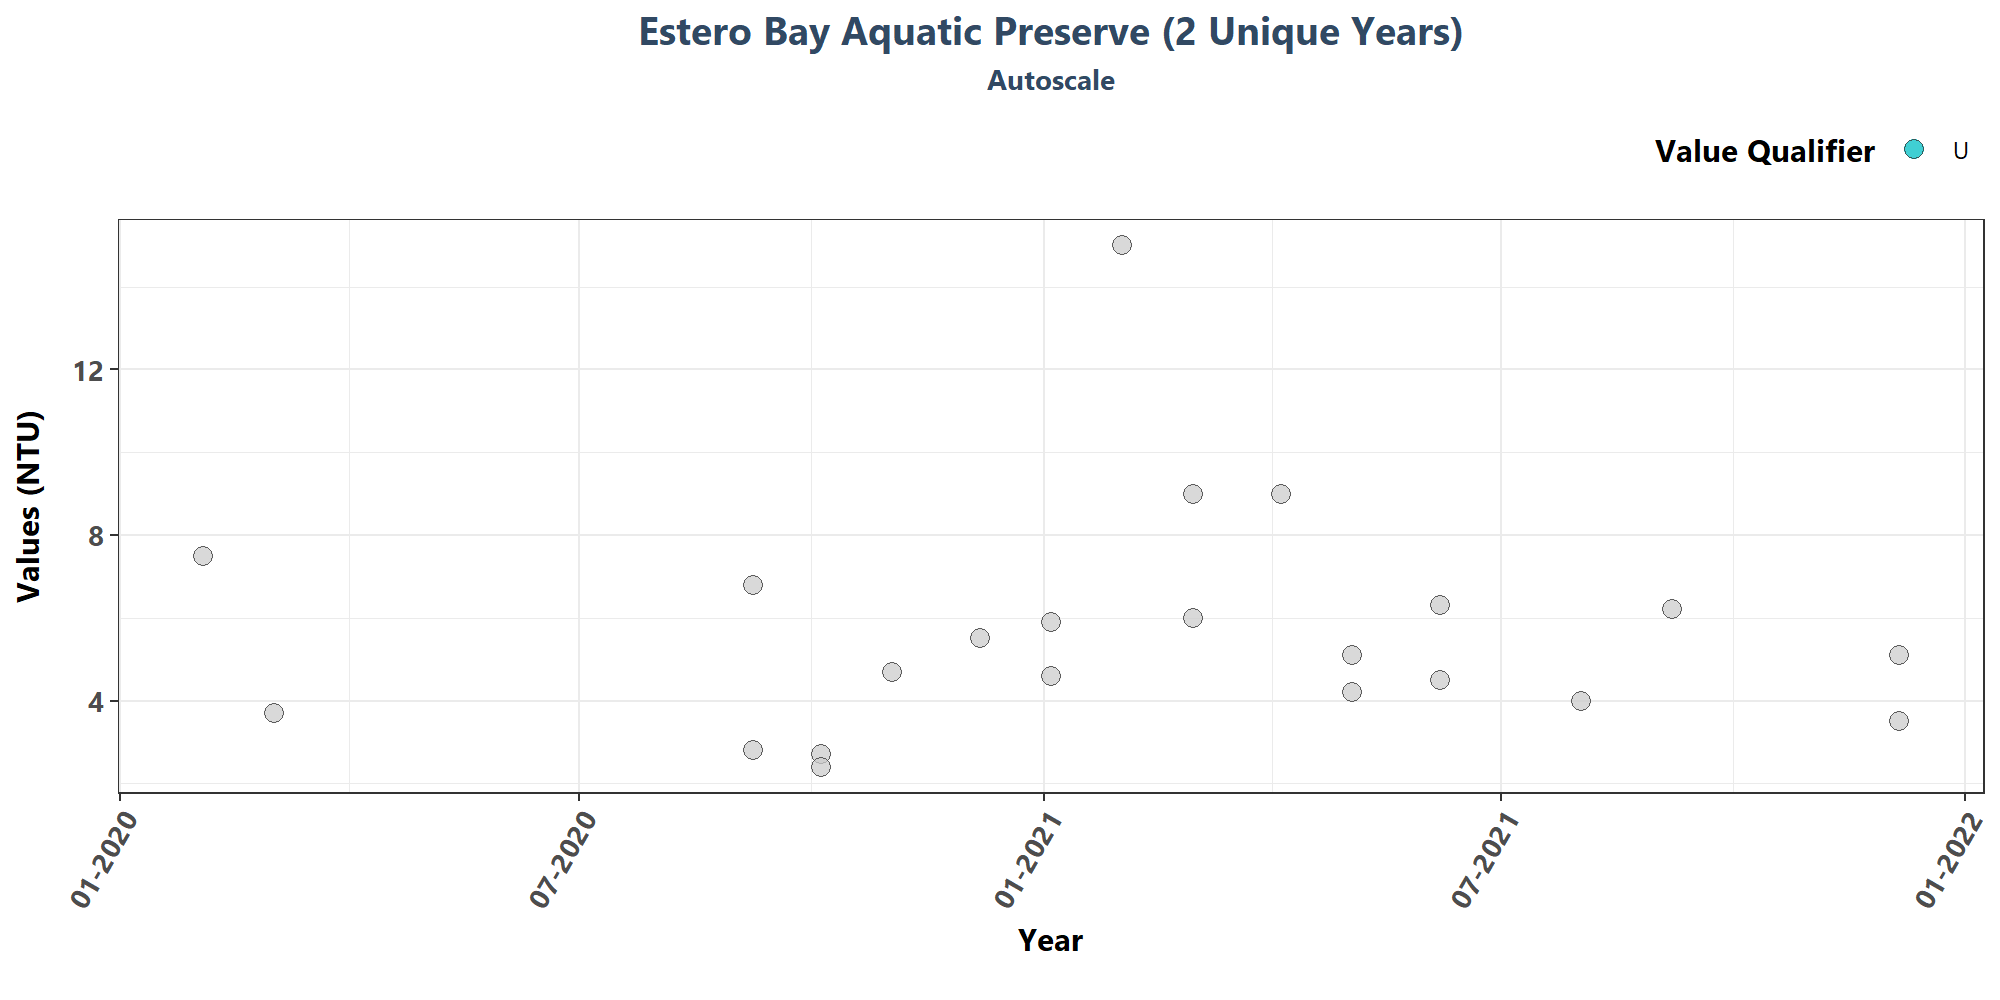 Estero Bay Aquatic Preserve (2 Unique Years)
Autoscale
Value Qualifier U
Values (NTU)
12
8
4
01-2020
07-2020
01-2021
07-2021
01-2022
Year